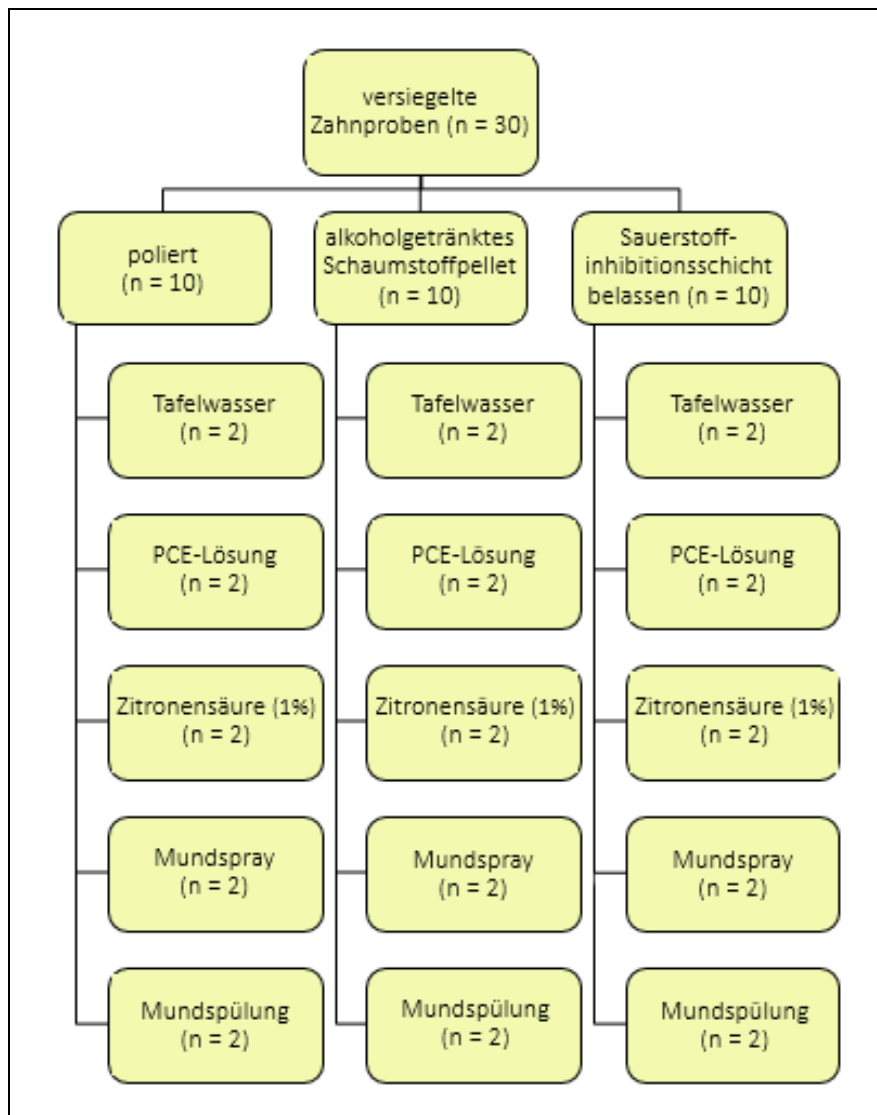 versiegelte
Zahnproben (n = 30)
poliert
(n = 10)
alkoholgetränktes
Schaumstoffpellet
(n = 10)
Sauerstoff-
inhibitionsschicht
belassen (n = 10)
Tafelwasser
(n = 2)
Tafelwasser
(n = 2)
Tafelwasser
(n = 2)
PCE-Lösung
(n = 2)
PCE-Lösung
(n = 2)
PCE-Lösung
(n = 2)
Zitronensäure (1%)
(n = 2)
Zitronensäure (1%)
(n = 2)
Zitronensäure (1%)
(n = 2)
Mundspray
(n = 2)
Mundspray
(n = 2)
Mundspray
(n = 2)
Mundspülung
(n = 2)
Mundspülung
(n = 2)
Mundspülung
(n = 2)